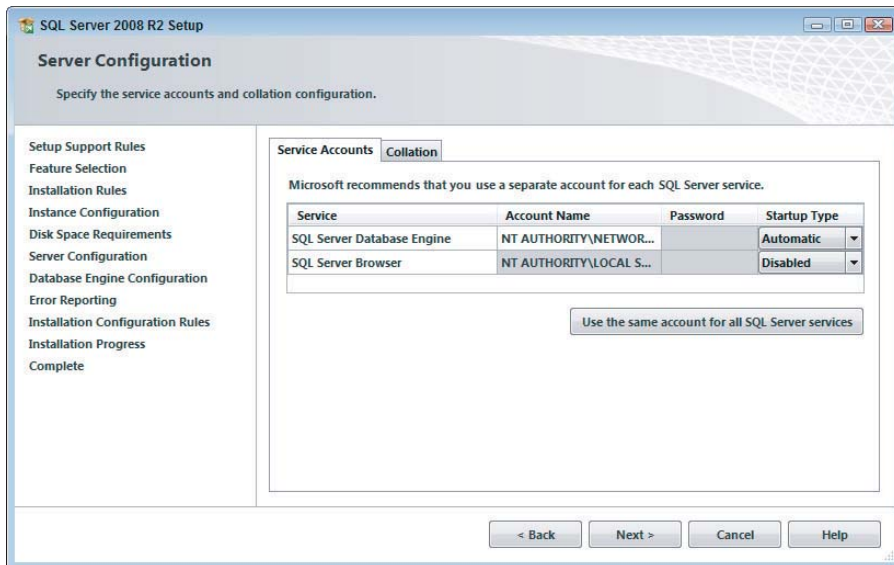 SQL Server 2008 R2 Setup
Server Configuration
Specify the service accounts and collation configuration.
Setup Support Rules
Feature Selection
Installation Rules
Instance Configuration
Disk Space Requirements
Server Configuration
Database Engine Configuration
Error Reporting
Installation Configuration Rules
Installation Progress
Complete
Service Accounts Collation
Microsoft recommends that you use a separate account for each SQL Server service.
Service Account Name Password Startup Type
SQL Server Database Engine NT AUTHORITY\NETWOR... Automatic
SQL Server Browser NT AUTHORITY\LOCAL S... Disabled
Use the same account for all SQL Server services
< Back Next > Cancel Help